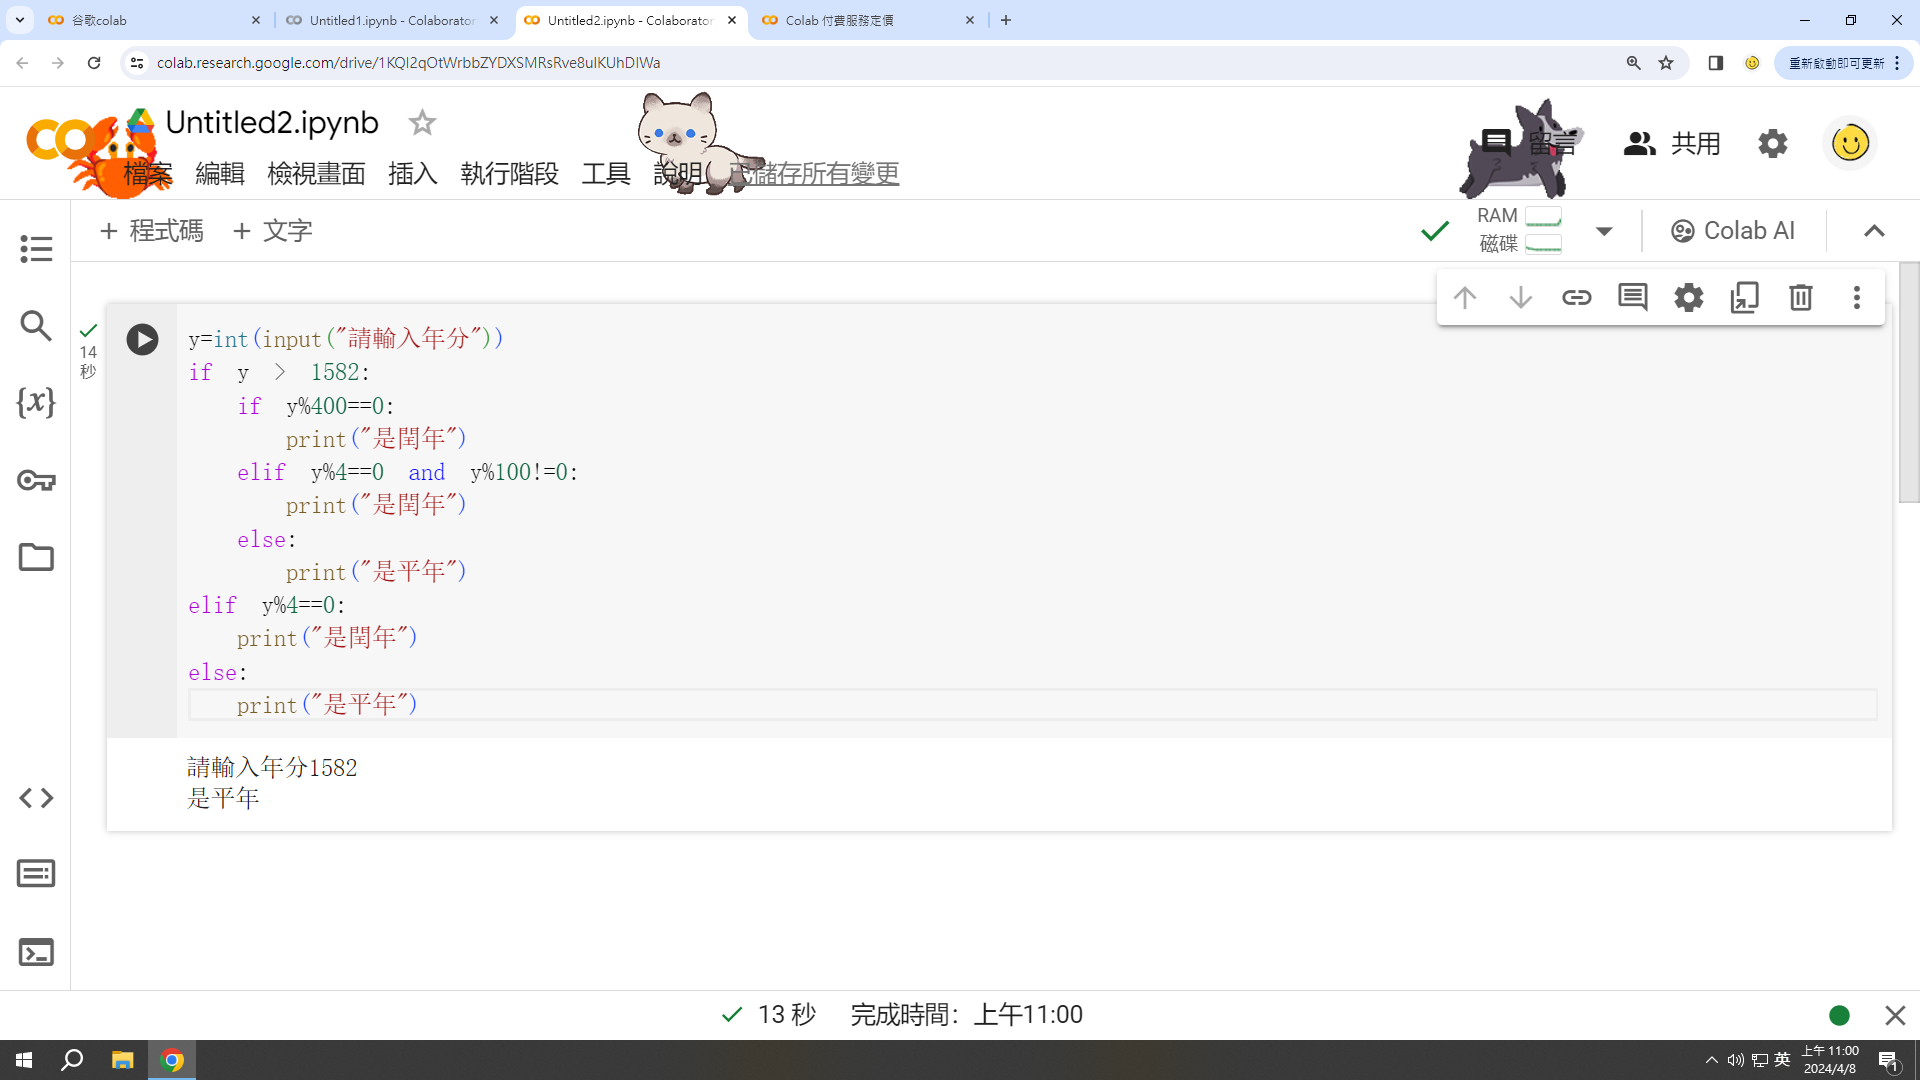 谷歌colab
Untitled1.ipynb - Colaborator
Untitled2.ipynb - Colaborator
Colab 付費服務定價
colab.research.google.com/drive/1KQI2qOtWrbbZYDXSMRsRve8uIKUhDIWa
重新啟動即可更新
Untitled2.ipynb
留言
共用
檔案 編輯 檢視畫面 插入 執行階段 工具 說明 已儲存所有變更
+ 程式碼 + 文字
RAM
磁碟
Colab AI
14
秒
y=int(input("請輸入年分"))
if y > 1582:
if y%400==0:
print("是閏年")
elif y%4==0 and y%100!=0:
print("是閏年")
else:
print("是平年")
elif y%4==0:
print("是閏年")
else:
print("是平年")
請輸入年分1582
是平年
13 秒 完成時間：上午11:00
英
上午 11:00
2024/4/8
1